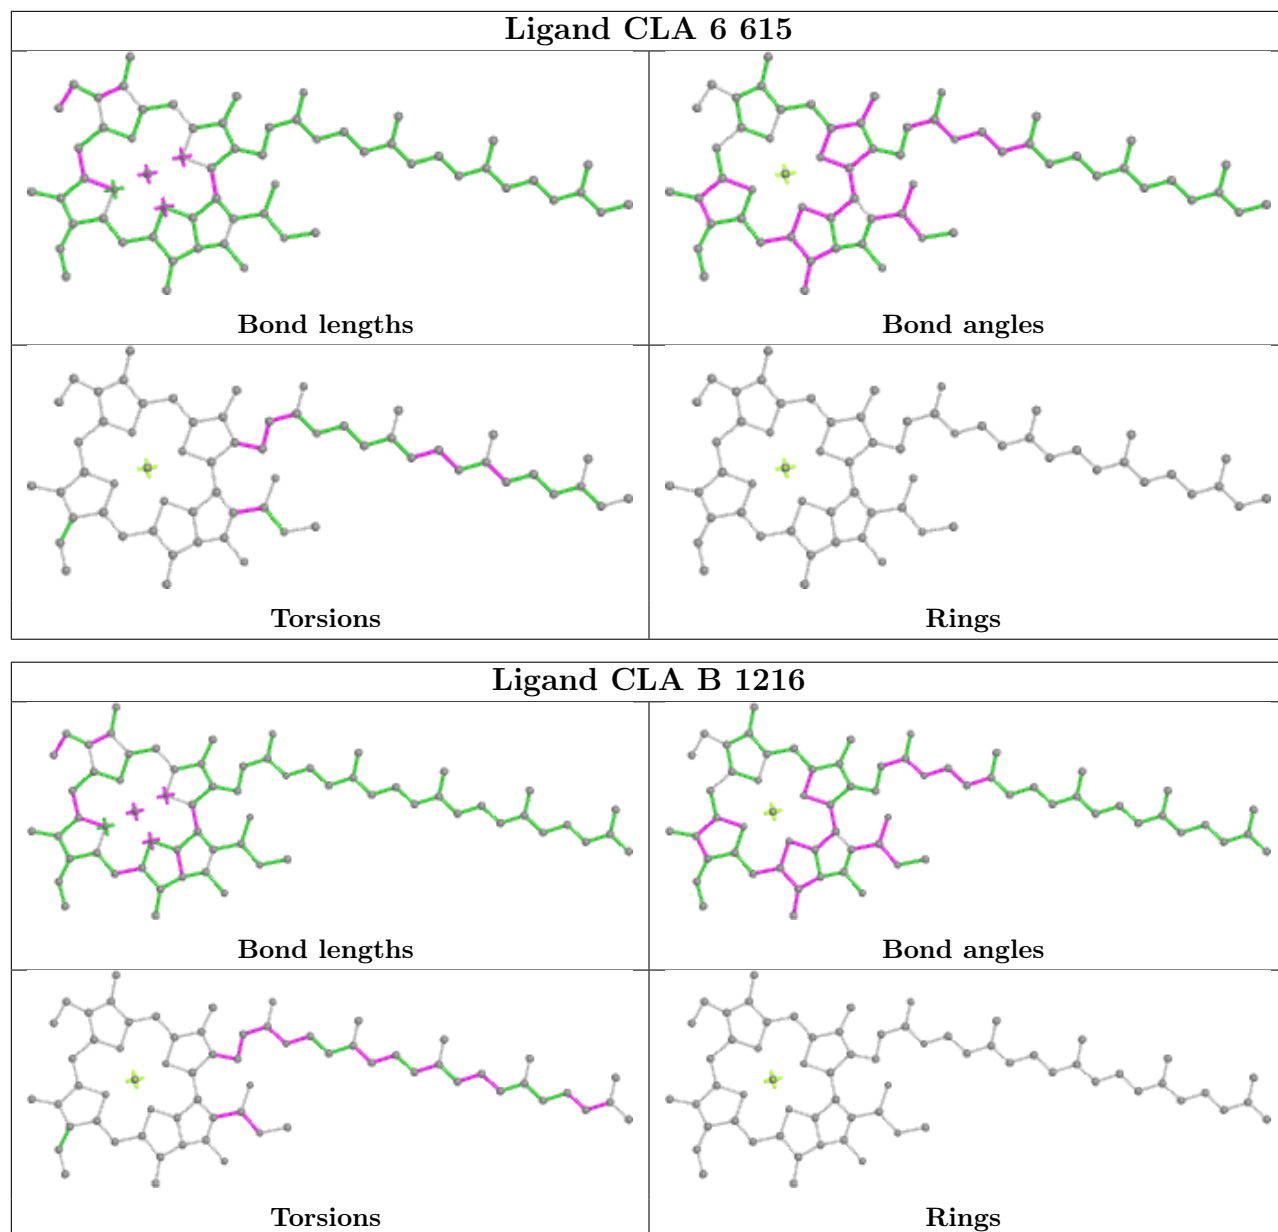 Ligand CLA 6 615
Bond lengths
Bond angles
Torsions
Rings
Ligand CLA B 1216
Bond lengths
Bond angles
Torsions
Rings